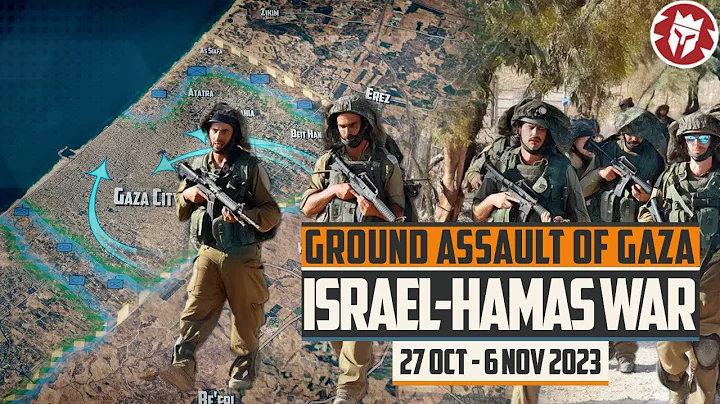 ZIKIM
AS SIAFA
ATATRA
EREZ
BEIT HAN
GAZA CIT
GROUND ASSAULT OF GAZA
ISRAEL-HAMAS WAR
27 OCT - 6 NOV 2023
BE'ERI